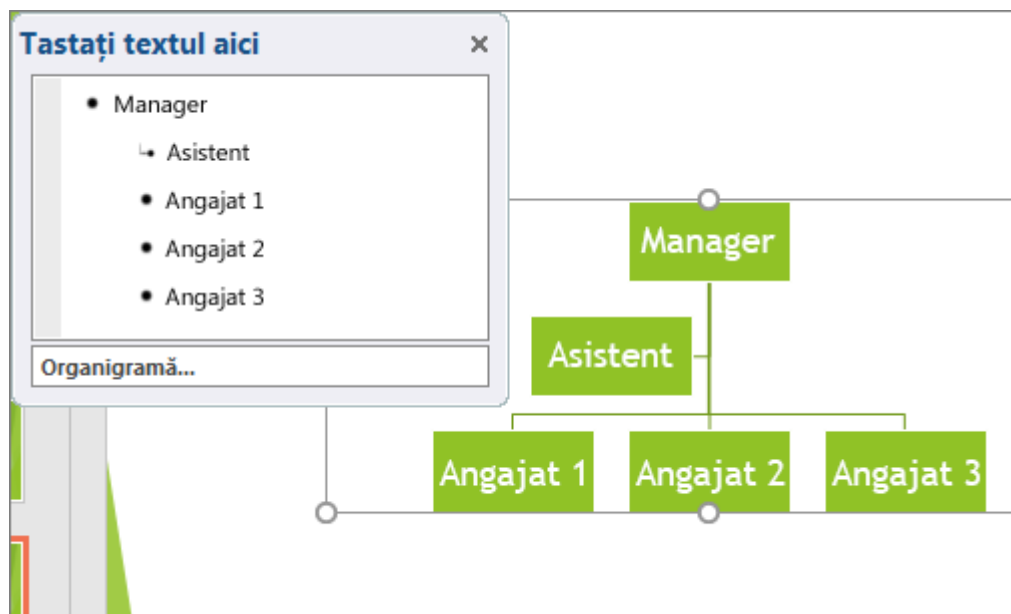 Tastați textul aici
Manager
Asistent
Angajat 1
Angajat 2
Angajat 3
Organigramă...
Manager
Asistent
Angajat 1 Angajat 2 Angajat 3